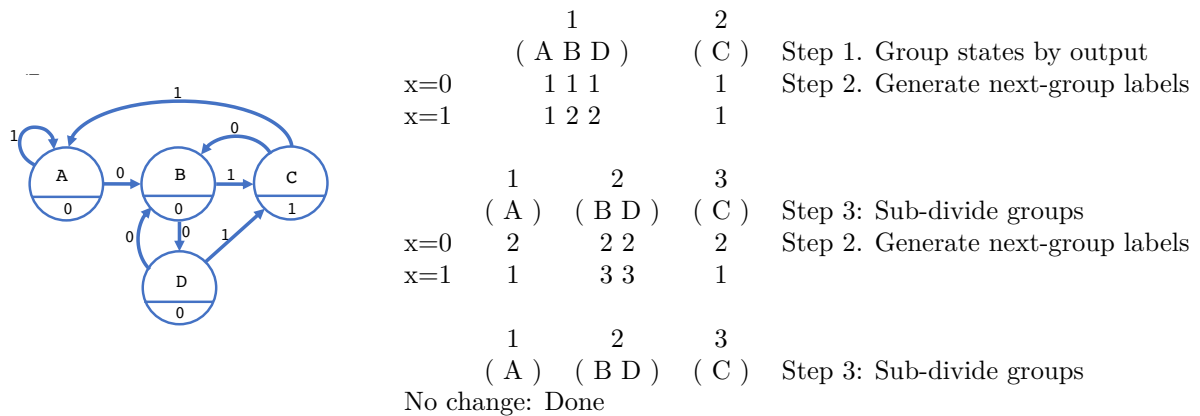 1
1
0
A
0
B
1
C
0
0
0
1
0
0
1
D
0
1 2
( A B D ) ( C ) Step 1. Group states by output
x=0 1 1 1 1 Step 2. Generate next-group labels
x=1 1 2 2 1
1 2 3
( A ) ( B D ) ( C ) Step 3: Sub-divide groups
x=0 2 2 2 2 Step 2. Generate next-group labels
x=1 1 3 3 1
1 2 3
( A ) ( B D ) ( C ) Step 3: Sub-divide groups
No change: Done